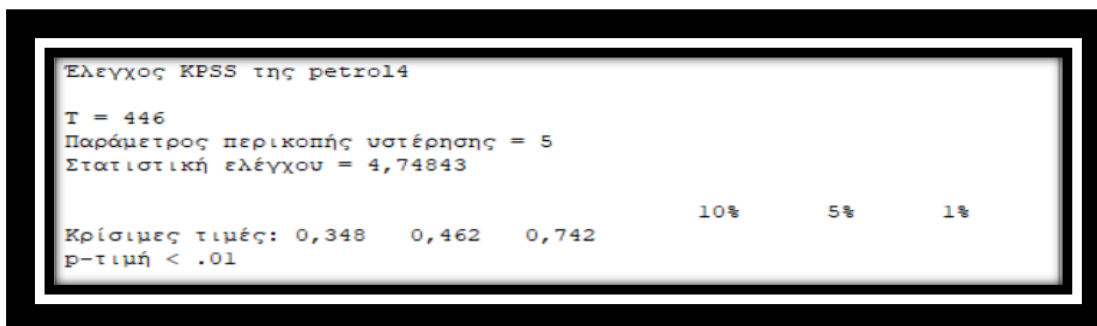 Έλεγχος KPSS της petrol4
T = 446
Παράμετρος περικοπής υστέρησης = 5
Στατιστική ελέγχου = 4,74843
10% 5% 1%
Κρίσιμες τιμές: 0,348 0,462 0,742
p-τιμή < .01